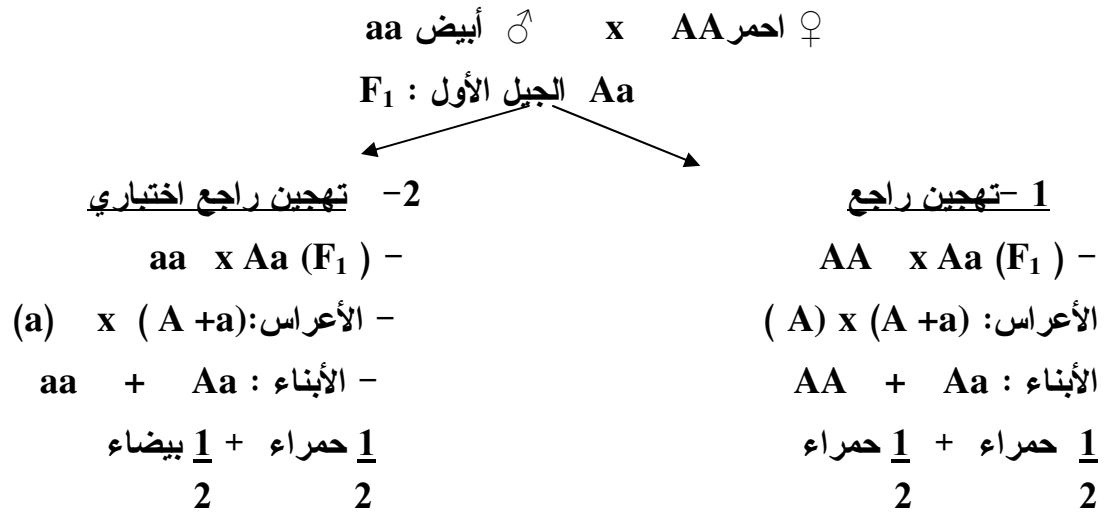 ♀ احمرAA x ♂ أبيض aa
Aa الجيل الأول : F₁
1 –تهجين راجع
– AA x Aa (F₁ )
الأعراس: ( A) x (A +a)
الأبناء : AA + Aa
1 حمراء + 1 حمراء
2 2
2– تهجين راجع اختباري
– aa x Aa (F₁ )
– الأعراس:(a) x ( A +a)
– الأبناء : aa + Aa
1 حمراء + 1 بيضاء
2 2